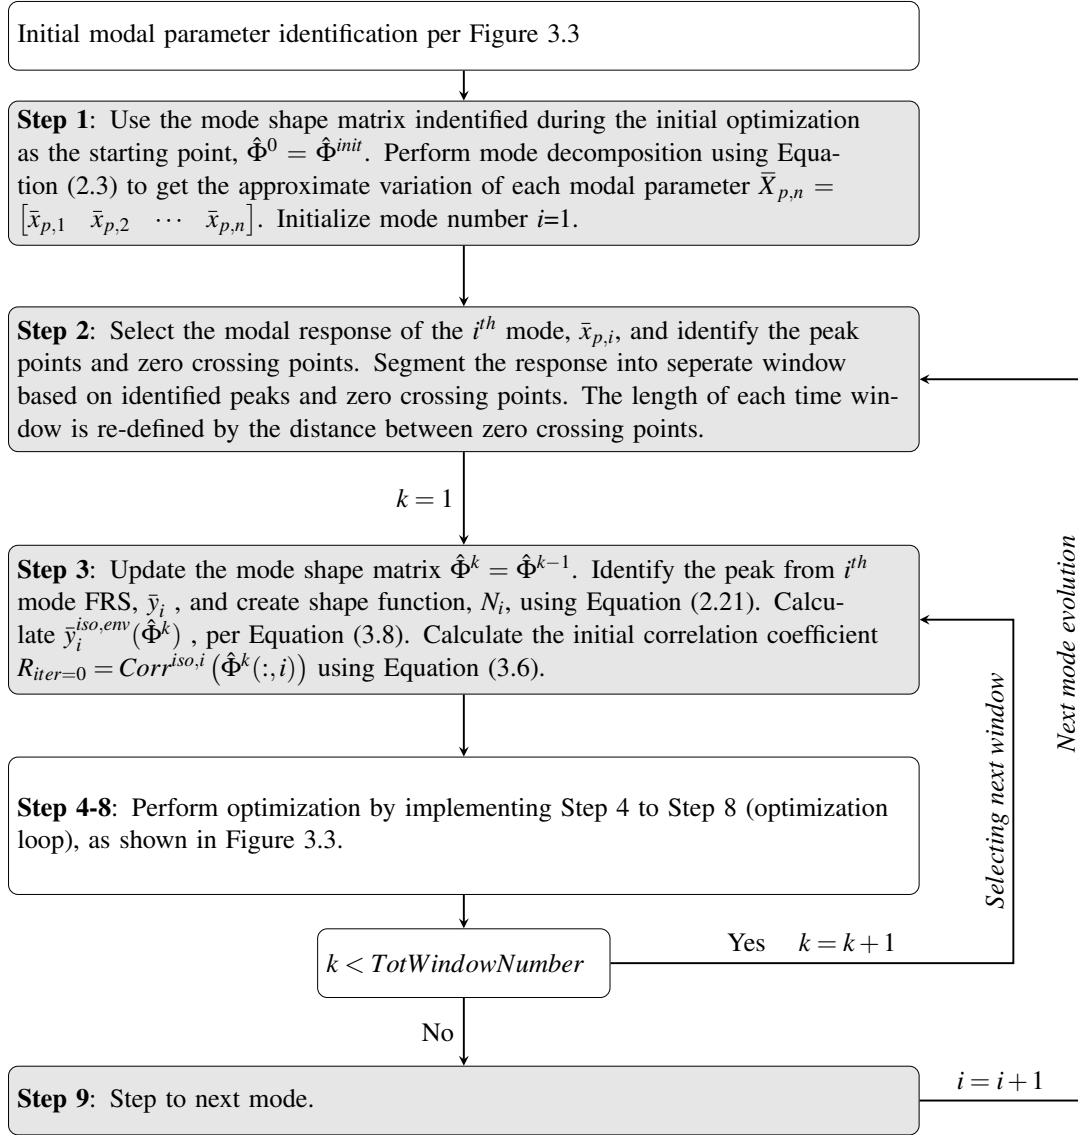 Initial modal parameter identification per Figure 3.3
Step 1: Use the mode shape matrix indentified during the initial optimization
as the starting point, Φ̂⁰ = Φ̂ⁱⁿⁱᵗ. Perform mode decomposition using Equa-
tion (2.3) to get the approximate variation of each modal parameter X̅_{p,n} =
[x̄_{p,1} x̄_{p,2} ⋯ x̄_{p,n}]. Initialize mode number i=1.
Step 2: Select the modal response of the i^{th} mode, x̄_{p,i}, and identify the peak
points and zero crossing points. Segment the response into seperate window
based on identified peaks and zero crossing points. The length of each time win-
dow is re-defined by the distance between zero crossing points.
k = 1
Step 3: Update the mode shape matrix Φ̂^{k} = Φ̂^{k−1}. Identify the peak from i^{th}
mode FRS, ȳ_i , and create shape function, N_i, using Equation (2.21). Calcu-
late ȳ_i^{iso,env}(Φ̂^{k}) , per Equation (3.8). Calculate the initial correlation coefficient
R_{iter=0} = Corr^{iso,i}(Φ̂^{k}(:,i)) using Equation (3.6).
Step 4-8: Perform optimization by implementing Step 4 to Step 8 (optimization
loop), as shown in Figure 3.3.
k < TotWindowNumber
Yes k = k + 1
Selecting next window
No
Step 9: Step to next mode.
i = i + 1
Next mode evolution